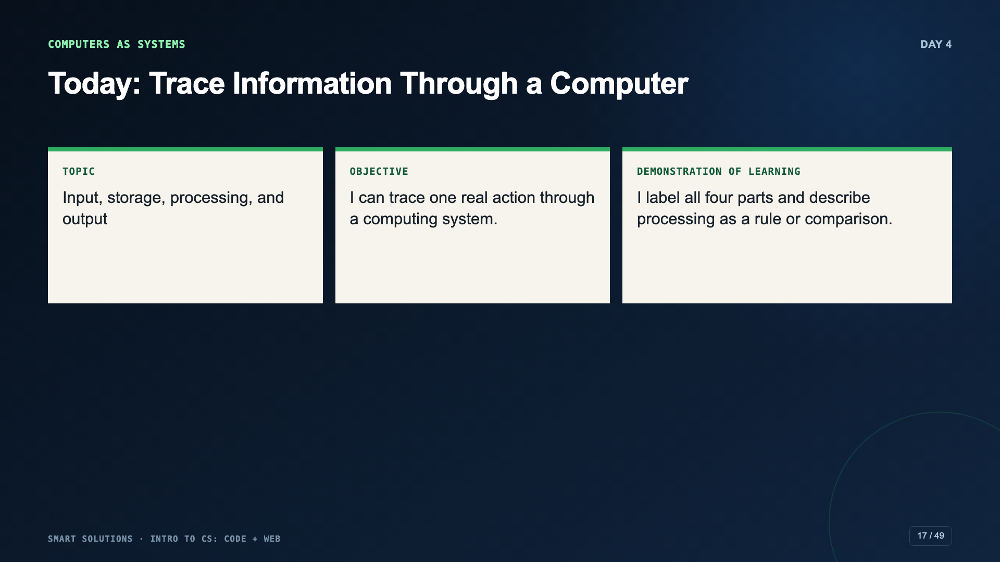 COMPUTERS AS SYSTEMS
DAY 4
Today: Trace Information Through a Computer
TOPIC
Input, storage, processing, and
output
OBJECTIVE
I can trace one real action through
a computing system.
DEMONSTRATION OF LEARNING
I label all four parts and describe
processing as a rule or comparison.
SMART SOLUTIONS · INTRO TO CS: CODE + WEB
17 / 49